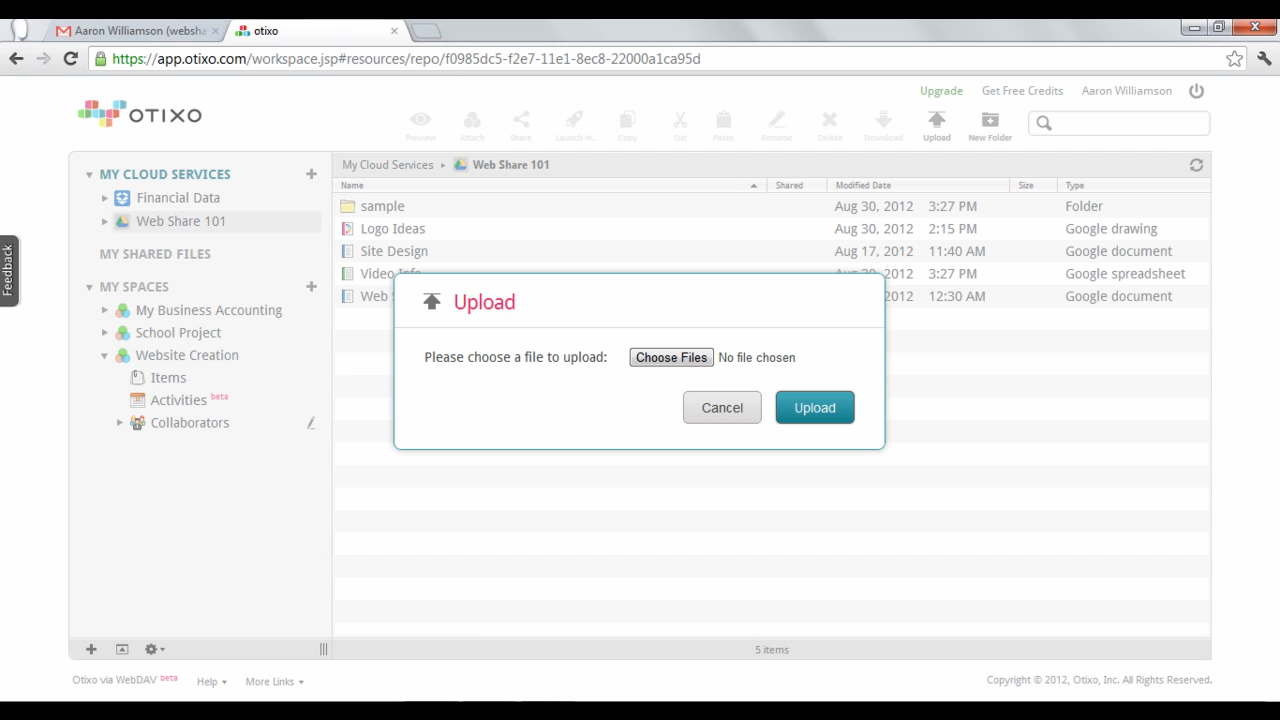 Aaron Williamson (websha
otixo
https://app.otixo.com/workspace.jsp#resources/repo/f0985dc5-f2e7-11e1-8ec8-22000a1ca95d
Upgrade Get Free Credits Aaron Williamson
OTIXO
Preview Attach Share Launch in.. Copy Cut Paste Rename Delete Download Upload New Folder
MY CLOUD SERVICES
Financial Data
Web Share 101
MY SHARED FILES
MY SPACES
My Business Accounting
School Project
Website Creation
Items
Activities beta
Collaborators
Feedback
My Cloud Services Web Share 101
Name Shared Modified Date Size Type
sample Aug 30, 2012 3:27 PM Folder
Logo Ideas Aug 30, 2012 2:15 PM Google drawing
Site Design Aug 17, 2012 11:40 AM Google document
Video Info Aug 30, 2012 3:27 PM Google spreadsheet
Web 2012 12:30 AM Google document
Upload
Please choose a file to upload: Choose Files No file chosen
Cancel Upload
5 items
Otixo via WebDAV beta Help More Links
Copyright © 2012, Otixo, Inc. All Rights Reserved.